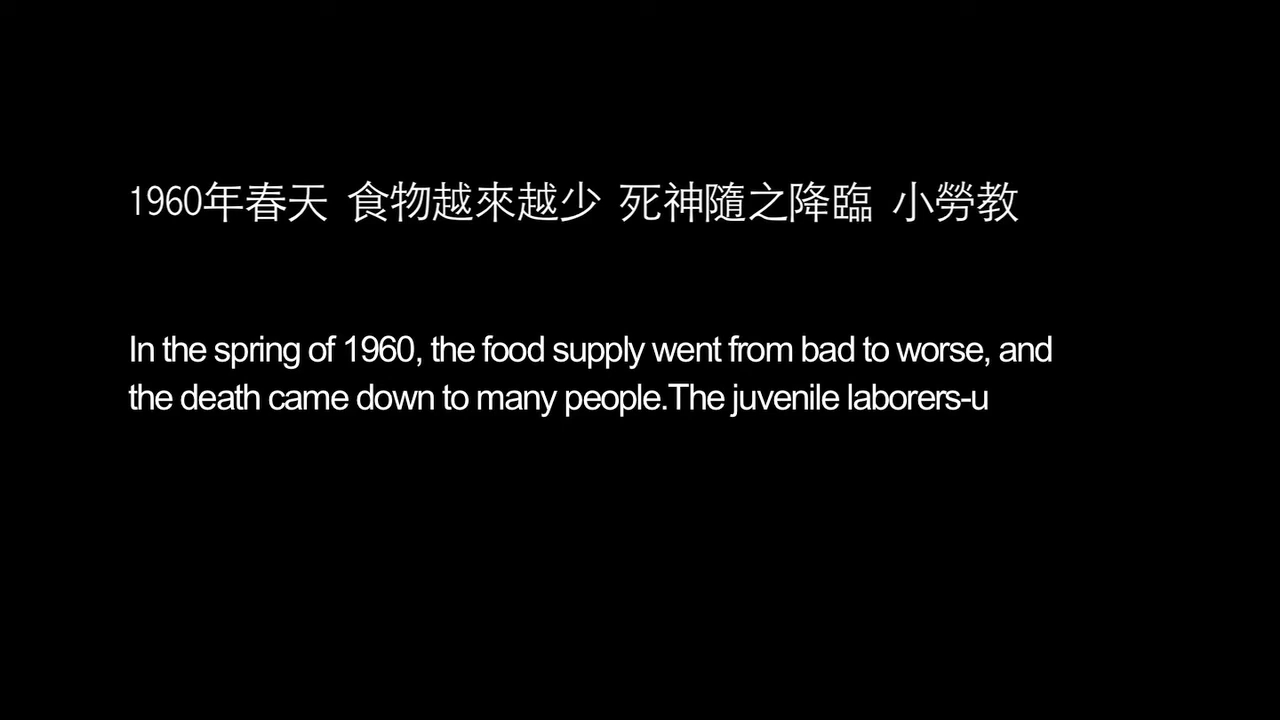 1960年春天 食物越來越少 死神隨之降臨 小勞教
In the spring of 1960, the food supply went from bad to worse, and
the death came down to many people.The juvenile laborers-u